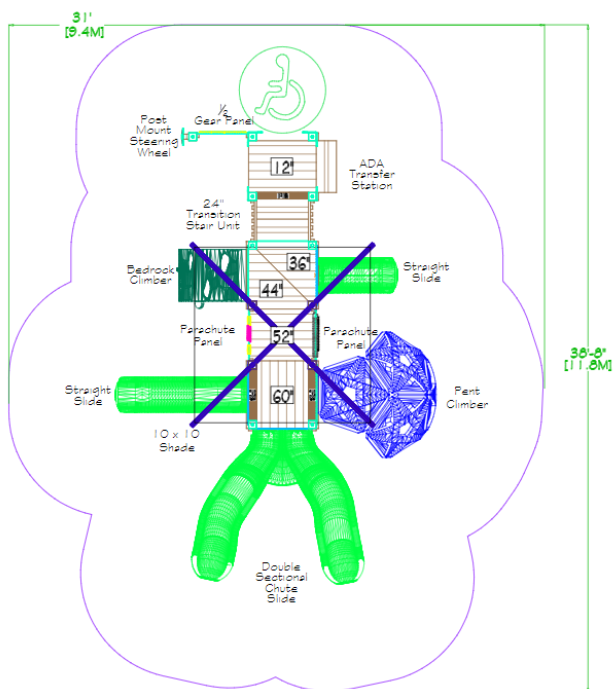 31'
[9.4M]
½
Gear Panel
Post
Mount
Steering
Wheel
12"
ADA
Transfer
Station
24"
Transition
Stair Unit
36"
Bedrock
Climber
Straight
Slide
44"
Parachute
Panel
52"
Parachute
Panel
38'-8"
[11.8M]
Straight
Slide
60"
Pent
Climber
10 x 10
Shade
Double
Sectional
Chute
Slide